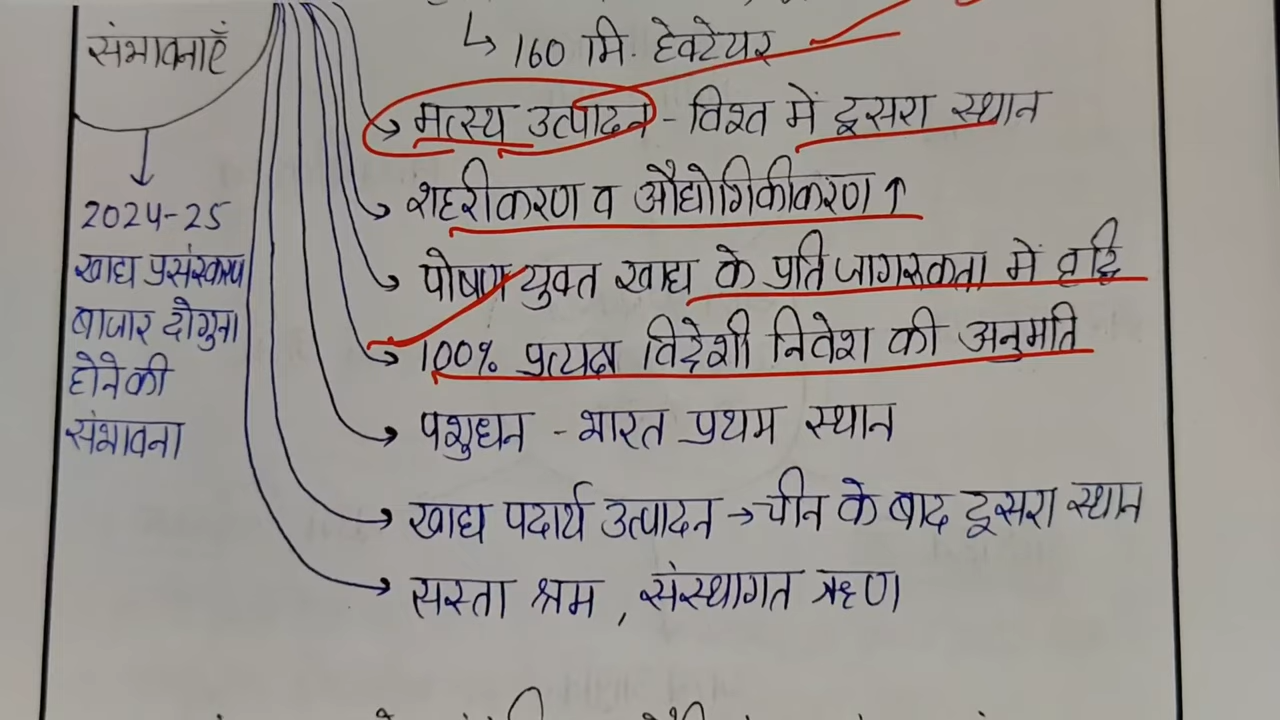 संभावनाएँ
↳ 160 मि. हेक्टेयर
मत्स्य उत्पादन - विश्व में दूसरा स्थान
शहरीकरण व औद्योगिकीकरण ↑
पोषण युक्त खाद्य के प्रति जागरूकता में वृद्धि
100% प्रत्यक्ष विदेशी निवेश की अनुमति
पशुधन - भारत प्रथम स्थान
खाद्य पदार्थ उत्पादन → चीन के बाद दूसरा स्थान
सस्ता श्रम , संस्थागत ऋण
2024-25
खाद्य प्रसंस्करण
बाजार दोगुना
होने की
संभावना